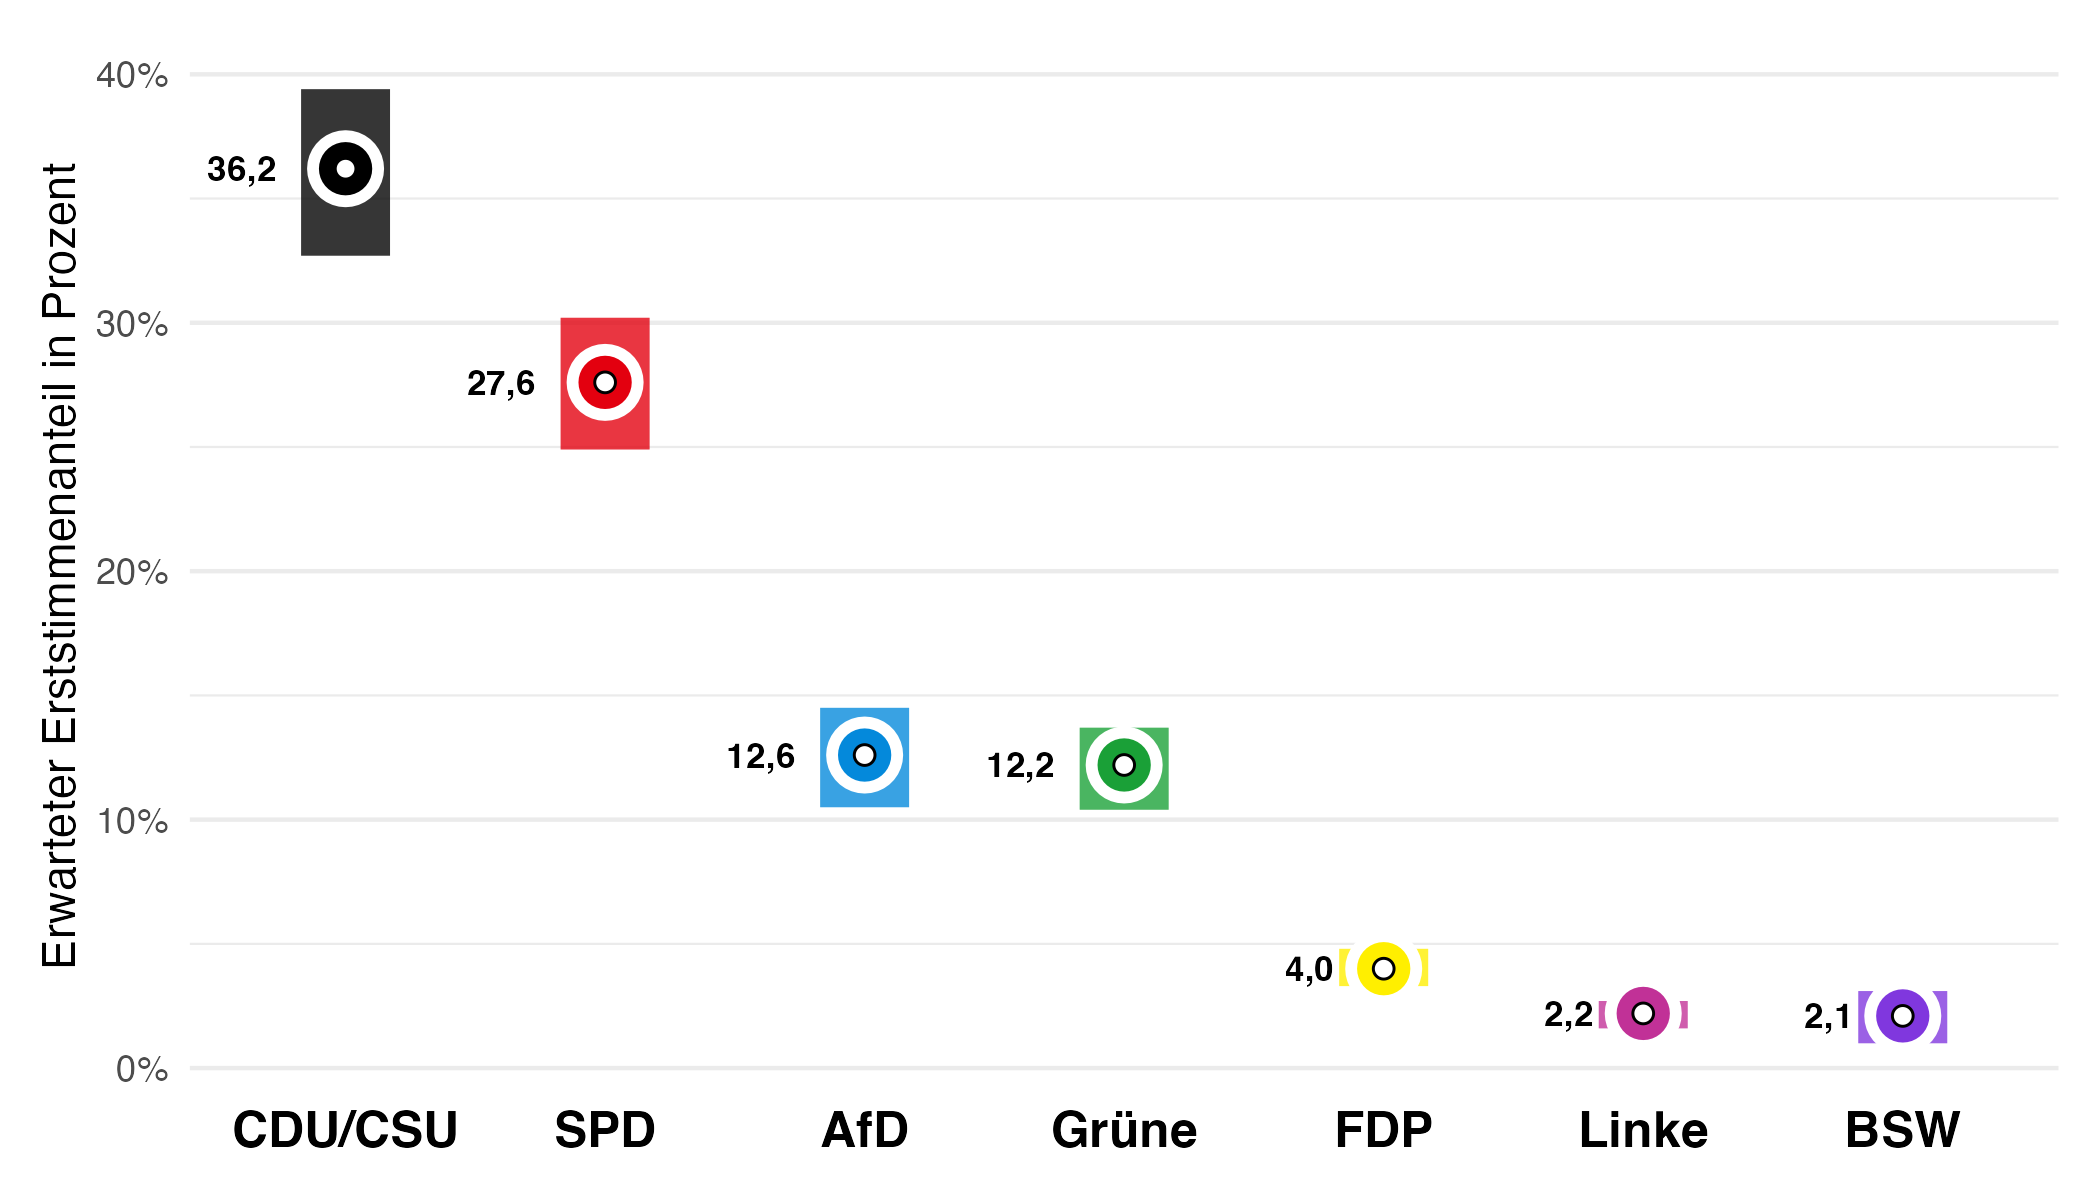 Erwarteter Erststimmenanteil in Prozent
40%
30%
20%
10%
0%
36,2
27,6
12,6
12,2
4,0
2,2
2,1
CDU/CSU
SPD
AfD
Grüne
FDP
Linke
BSW